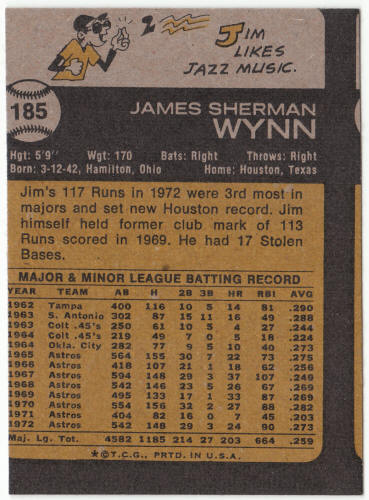 JIM
LIKES
JAZZ MUSIC.
185
JAMES SHERMAN
WYNN
Hgt: 5'9" Wgt: 170 Bats: Right Throws: Right
Born: 3-12-42, Hamilton, Ohio Home: Houston, Texas
Jim's 117 Runs in 1972 were 3rd most in
majors and set new Houston record. Jim
himself held former club mark of 113
Runs scored in 1969. He had 17 Stolen
Bases.
MAJOR & MINOR LEAGUE BATTING RECORD
YEAR TEAM AB H 2B 3B HR RBI AVG
1962 Tampa 400 116 10 5 14 81 .290
1963 S. Antonio 302 87 15 11 16 49 .288
1963 Colt .45's 250 61 10 5 4 27 .244
1964 Colt .45's 219 49 7 0 5 18 .224
1964 Okla. City 282 77 9 5 10 40 .273
1965 Astros 564 155 30 7 22 73 .275
1966 Astros 418 107 21 1 18 62 .256
1967 Astros 594 148 29 3 37 107 .249
1968 Astros 542 146 23 5 26 67 .269
1969 Astros 495 133 17 1 33 87 .269
1970 Astros 554 156 32 2 27 88 .282
1971 Astros 404 82 16 0 7 45 .203
1972 Astros 542 148 29 3 24 90 .273
Maj. Lg. Tot. 4582 1185 214 27 203 664 .259
*©T.C.G., PRTD. IN U.S.A.